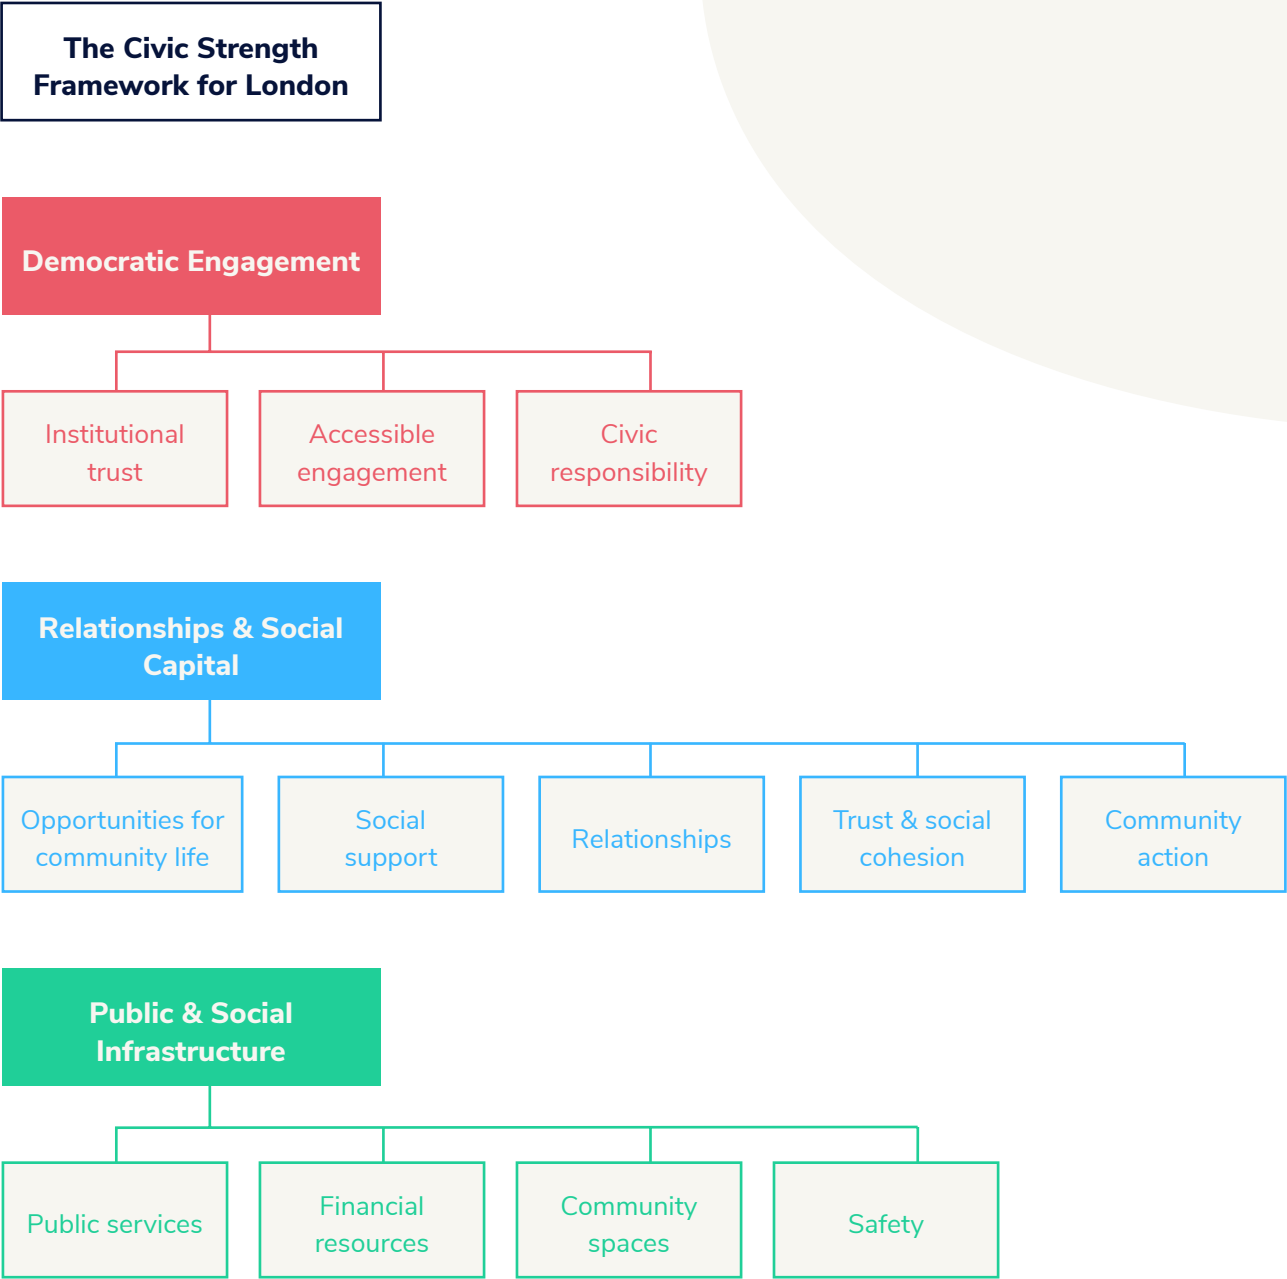 The Civic Strength
Framework for London
Democratic Engagement
Institutional
trust
Accessible
engagement
Civic
responsibility
Relationships & Social
Capital
Opportunities for
community life
Social
support
Relationships
Trust & social
cohesion
Community
action
Public & Social
Infrastructure
Public services
Financial
resources
Community
spaces
Safety